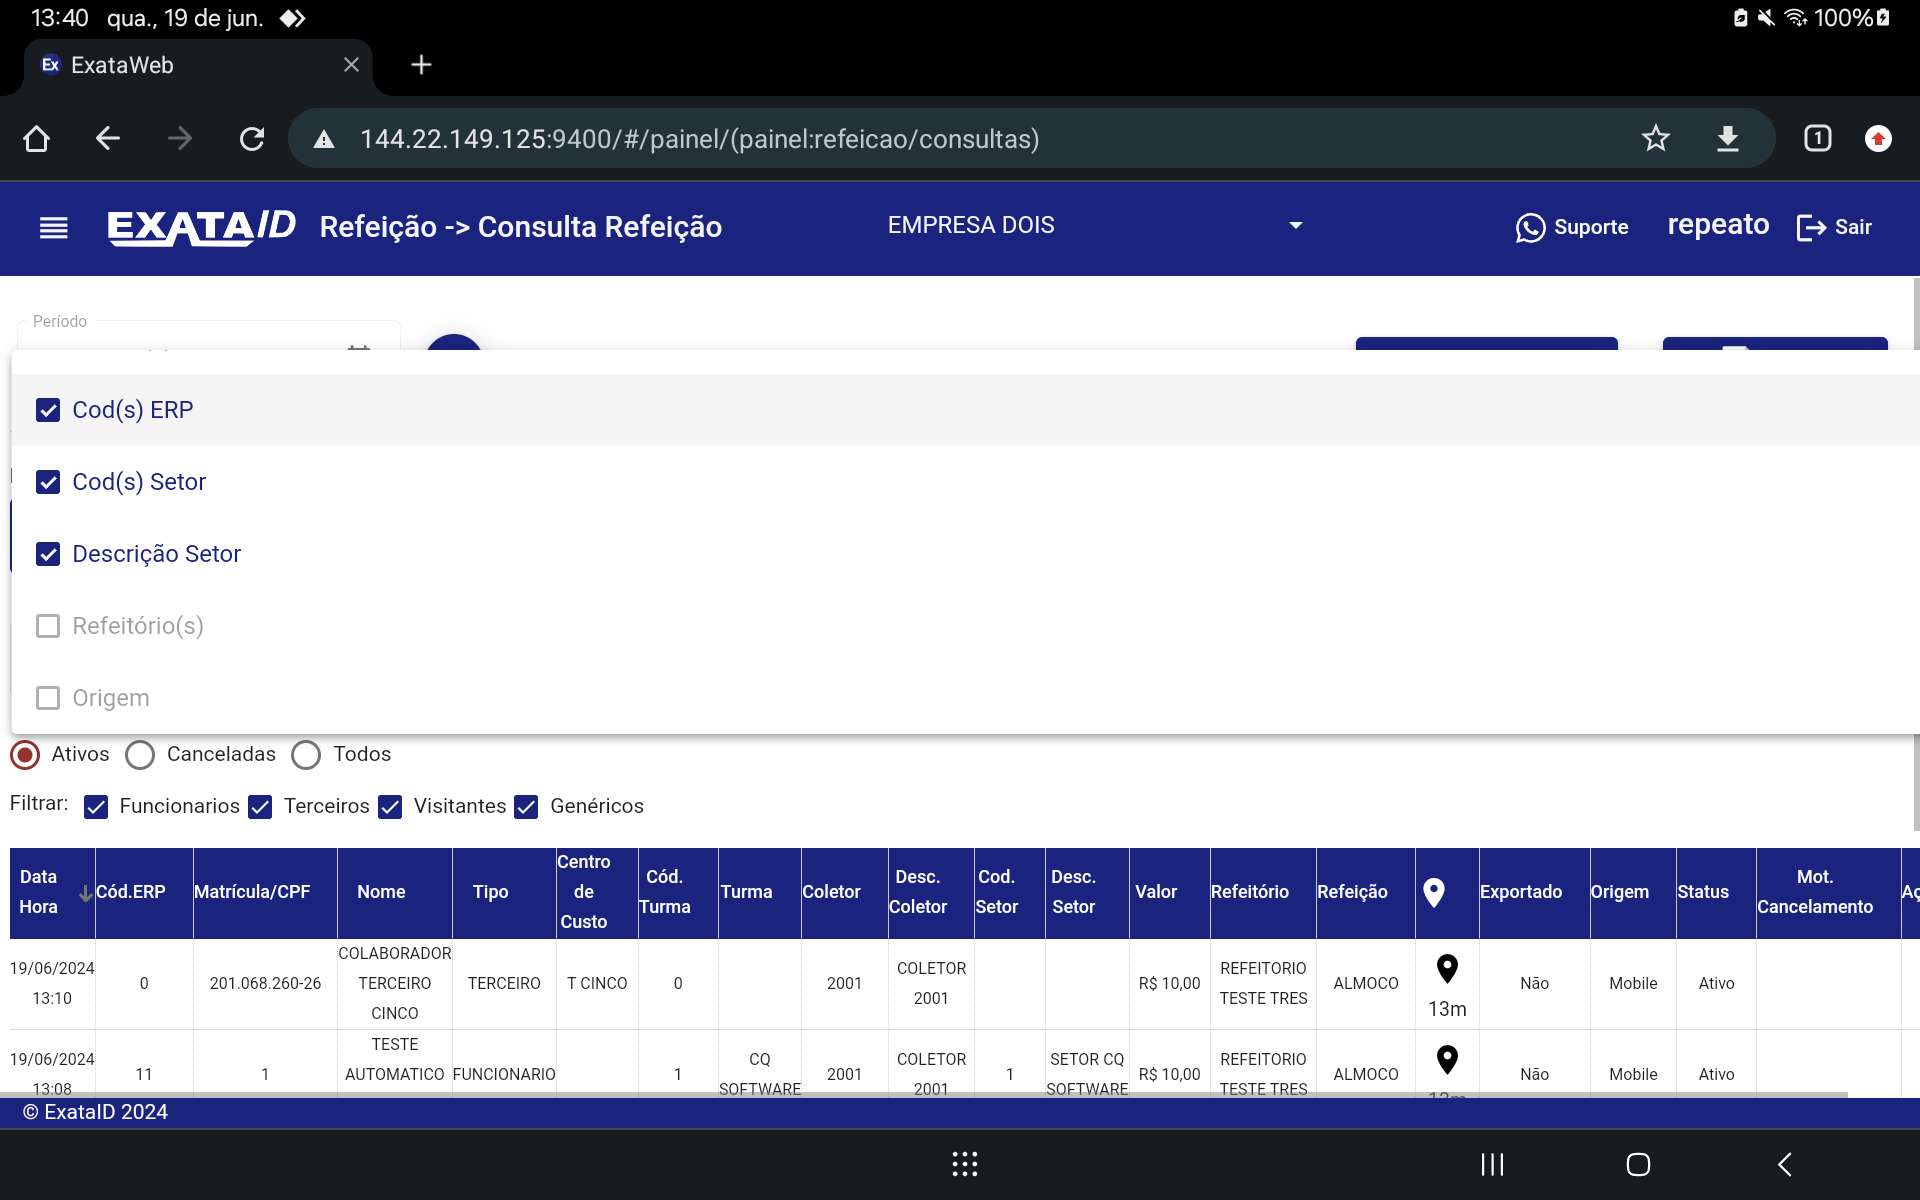 13:40 qua., 19 de jun. 100%
Ex ExataWeb
144.22.149.125:9400/#/painel/(painel:refeicao/consultas) 1
EXATA/ID Refeição -> Consulta Refeição EMPRESA DOIS Suporte repeato Sair
Período
Cod(s) ERP
Cod(s) Setor
Descrição Setor
Refeitório(s)
Origem
Ativos Canceladas Todos
Filtrar: Funcionarios Terceiros Visitantes Genéricos
Data Hora Cód.ERP Matrícula/CPF Nome Tipo Centro de Custo Cód. Turma Turma Coletor Desc. Coletor Cod. Setor Desc. Setor Valor Refeitório Refeição Exportado Origem Status Mot. Cancelamento
19/06/2024 13:10 0 201.068.260-26 COLABORADOR TERCEIRO CINCO TERCEIRO T CINCO 0 2001 COLETOR 2001 R$ 10,00 REFEITORIO TESTE TRES ALMOCO 13m Não Mobile Ativo
19/06/2024 13:08 11 1 TESTE AUTOMATICO FUNCIONARIO 1 CQ SOFTWARE 2001 COLETOR 2001 1 SETOR CQ SOFTWARE R$ 10,00 REFEITORIO TESTE TRES ALMOCO Não Mobile Ativo
© ExataID 2024